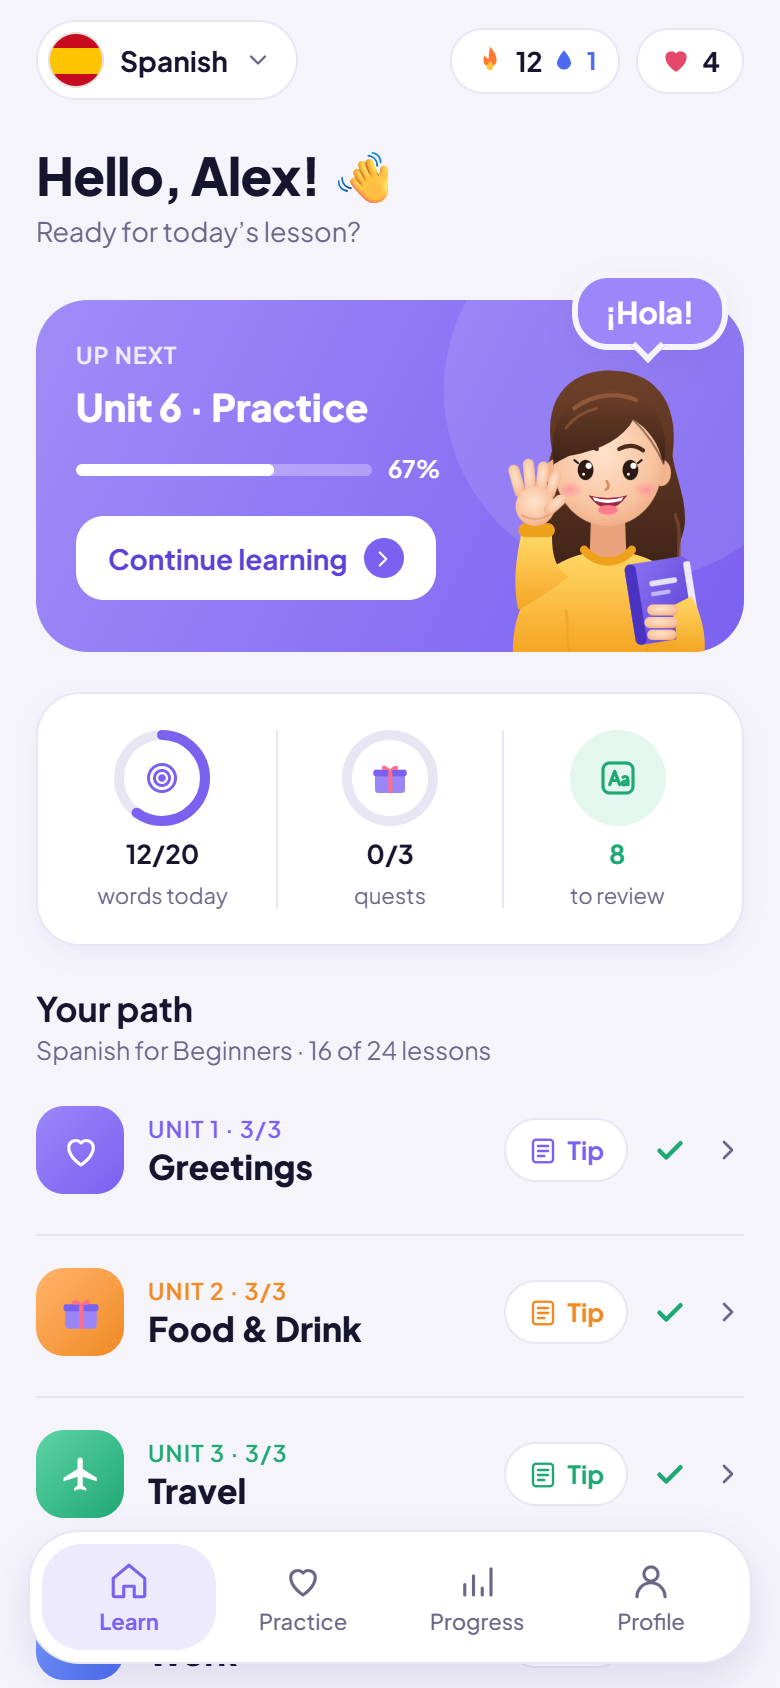 Spanish
12 1
4
Hello, Alex!
Ready for today’s lesson?
¡Hola!
UP NEXT
Unit 6 · Practice
67%
Continue learning
Aa
12/20
words today
0/3
quests
8
to review
Your path
Spanish for Beginners · 16 of 24 lessons
UNIT 1 · 3/3
Greetings
Tip
UNIT 2 · 3/3
Food & Drink
Tip
UNIT 3 · 3/3
Travel
Tip
Learn
Practice
Progress
Profile